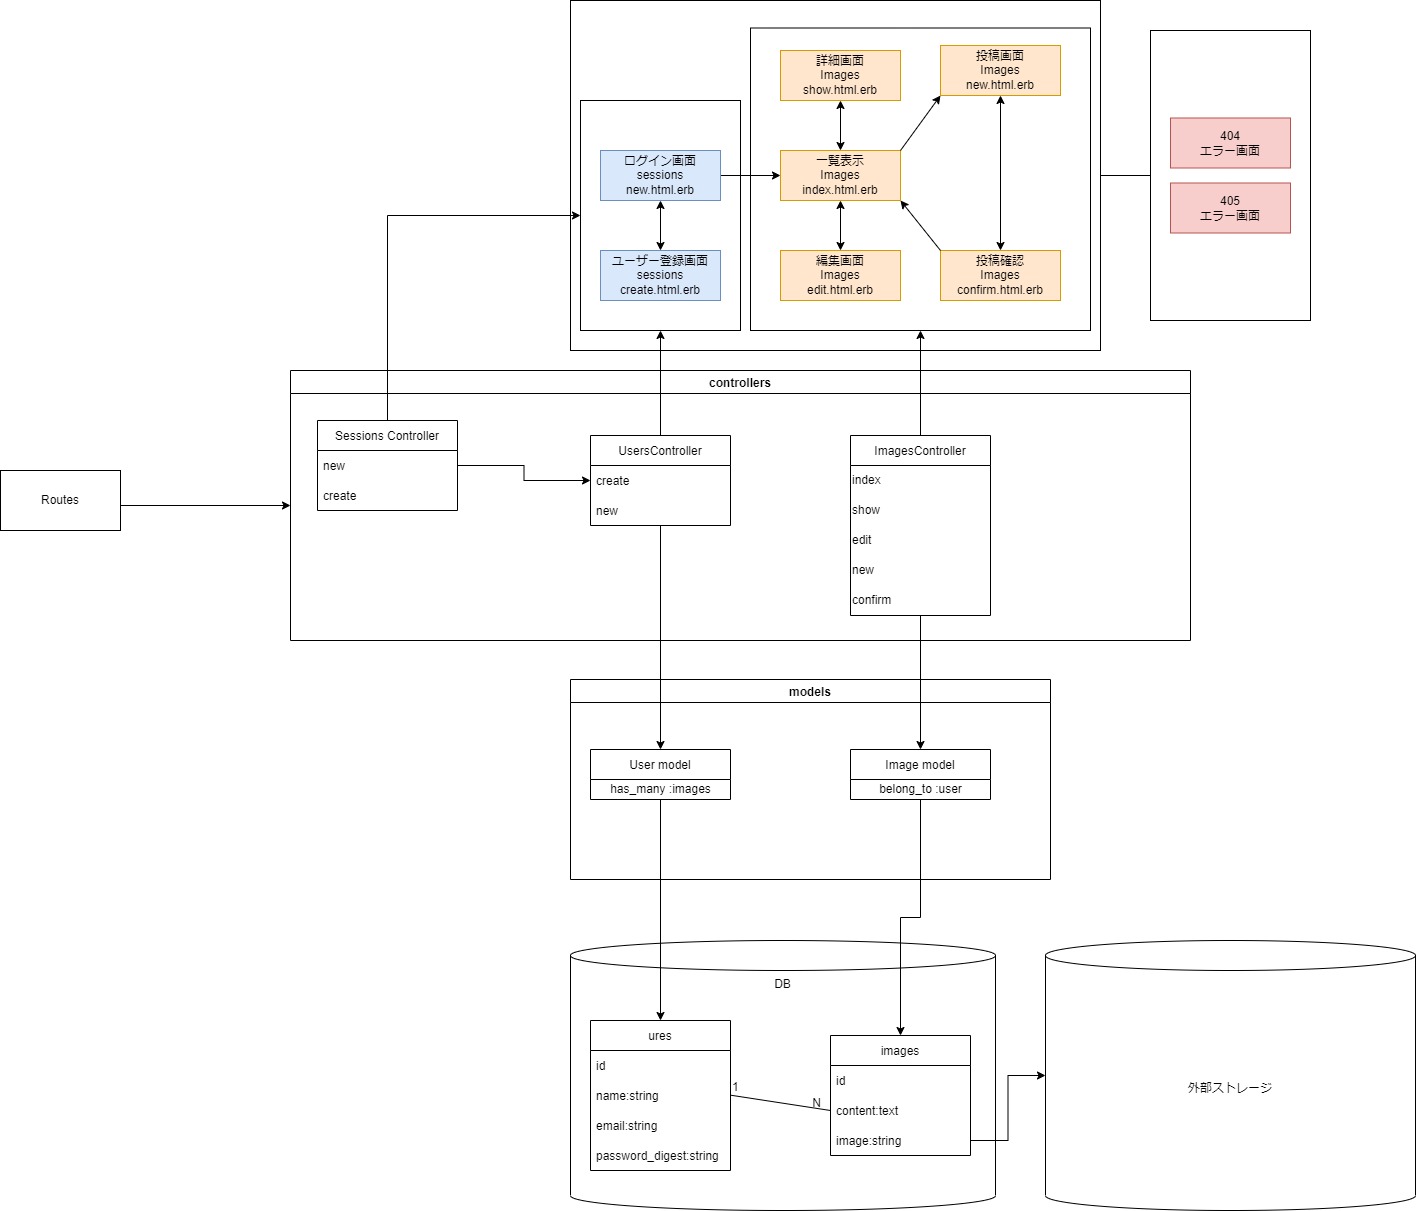 詳細画面
Images
show.html.erb
投稿画面
Images
new.html.erb
ログイン画面
sessions
new.html.erb
一覧表示
Images
index.html.erb
ユーザー登録画面
sessions
create.html.erb
編集画面
Images
edit.html.erb
投稿確認
Images
confirm.html.erb
404
エラー画面
405
エラー画面
controllers
Routes
Sessions Controller
new
create
UsersController
create
new
ImagesController
index
show
edit
new
confirm
models
User model
has_many :images
Image model
belong_to :user
DB
ures
id
name:string
email:string
password_digest:string
1
N
images
id
content:text
image:string
外部ストレージ